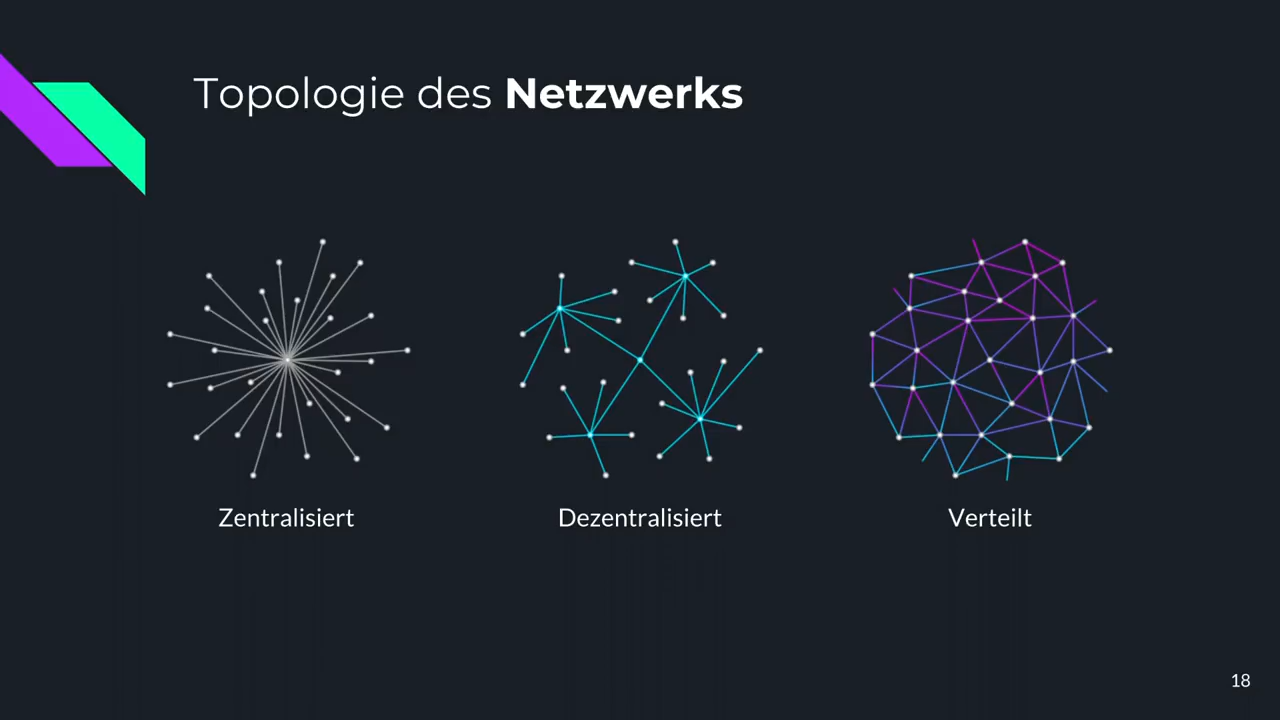 Topologie des Netzwerks
Zentralisiert
Dezentralisiert
Verteilt
18